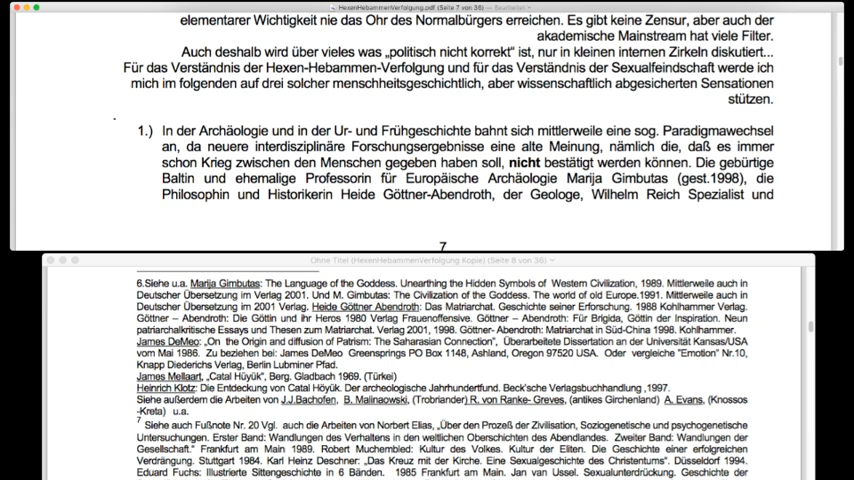 HexenHebammenVerfolgung.pdf (Seite 7 von 36) — Bearbeitet
elementarer Wichtigkeit nie das Ohr des Normalbürgers erreichen. Es gibt keine Zensur, aber auch der
akademische Mainstream hat viele Filter.
Auch deshalb wird über vieles was „politisch nicht korrekt“ ist, nur in kleinen internen Zirkeln diskutiert...
Für das Verständnis der Hexen-Hebammen-Verfolgung und für das Verständnis der Sexualfeindschaft werde ich
mich im folgenden auf drei solcher menschheitsgeschichtlich, aber wissenschaftlich abgesicherten Sensationen
stützen.
1.) In der Archäologie und in der Ur- und Frühgeschichte bahnt sich mittlerweile eine sog. Paradigmawechsel
an, da neuere interdisziplinäre Forschungsergebnisse eine alte Meinung, nämlich die, daß es immer
schon Krieg zwischen den Menschen gegeben haben soll, nicht bestätigt werden können. Die gebürtige
Baltin und ehemalige Professorin für Europäische Archäologie Marija Gimbutas (gest.1998), die
Philosophin und Historikerin Heide Göttner-Abendroth, der Geologe, Wilhelm Reich Spezialist und
7
Ohne Titel (HexenHebammenVerfolgung Kopie) (Seite 8 von 36)
6.Siehe u.a. Marija Gimbutas: The Language of the Goddess. Unearthing the Hidden Symbols of Western Civilization, 1989. Mittlerweile auch in
Deutscher Übersetzung im Verlag 2001. Und M. Gimbutas: The Civilization of the Goddess. The world of old Europe.1991. Mittlerweile auch in
Deutscher Übersetzung im 2001 Verlag. Heide Göttner Abendroth: Das Matriarchat. Geschichte seiner Erforschung. 1988 Kohlhammer Verlag.
Göttner – Abendroth: Die Göttin und ihr Heros 1980 Verlag Frauenoffensive. Göttner – Abendroth: Für Brigida, Göttin der Inspiration. Neun
patriarchalkritische Essays und Thesen zum Matriarchat. Verlag 2001, 1998. Göttner- Abendroth: Matriarchat in Süd-China 1998. Kohlhammer.
James DeMeo: „On the Origin and diffusion of Patrism: The Saharasian Connection”, Überarbeitete Dissertation an der Universität Kansas/USA
vom Mai 1986. Zu beziehen bei: James DeMeo Greensprings PO Box 1148, Ashland, Oregon 97520 USA. Oder vergleiche "Emotion" Nr.10,
Knapp Diederichs Verlag, Berlin Lubminer Pfad.
James Mellaart, „Catal Hüyük”, Berg. Gladbach 1969. (Türkei)
Heinrich Klotz: Die Entdeckung von Catal Höyük. Der archeologische Jahrhundertfund. Beck'sche Verlagsbuchhandlung ,1997.
Siehe außerdem die Arbeiten von J.J.Bachofen, B. Malinaowski, (Trobriander) R. von Ranke- Greves, (antikes Girchenland) A. Evans, (Knossos
-Kreta) u.a.
7 Siehe auch Fußnote Nr. 20 Vgl. auch die Arbeiten von Norbert Elias, „Über den Prozeß der Zivilisation, Soziogenetische und psychogenetische
Untersuchungen. Erster Band: Wandlungen des Verhaltens in den weltlichen Oberschichten des Abendlandes. Zweiter Band: Wandlungen der
Gesellschaft.“ Frankfurt am Main 1989. Robert Muchembled: Kultur des Volkes. Kultur der Eliten. Die Geschichte einer erfolgreichen
Verdrängung. Stuttgart 1984. Karl Heinz Deschner: „Das Kreuz mit der Kirche. Eine Sexualgeschichte des Christentums“. Düsseldorf 1994.
Eduard Fuchs: Illustrierte Sittengeschichte in 6 Bänden. 1985 Frankfurt am Main. Jan van Ussel. Sexualunterdrückung. Geschichte der